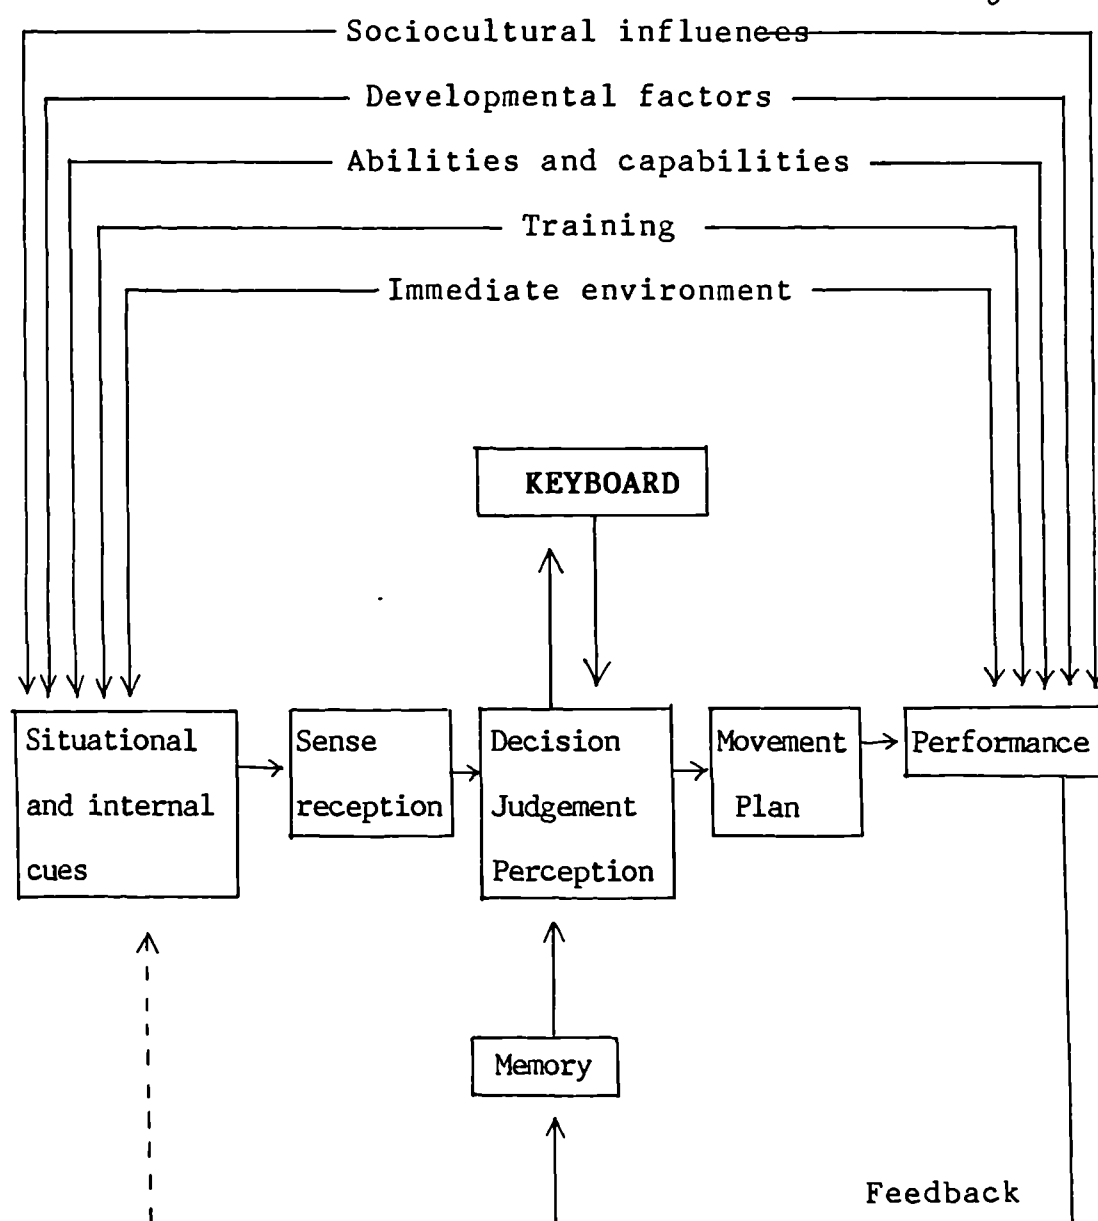 Sociocultural influences
Developmental factors
Abilities and capabilities
Training
Immediate environment
KEYBOARD
Situational
and internal
cues
Sense
reception
Decision
Judgement
Perception
Movement
Plan
Performance
Memory
Feedback